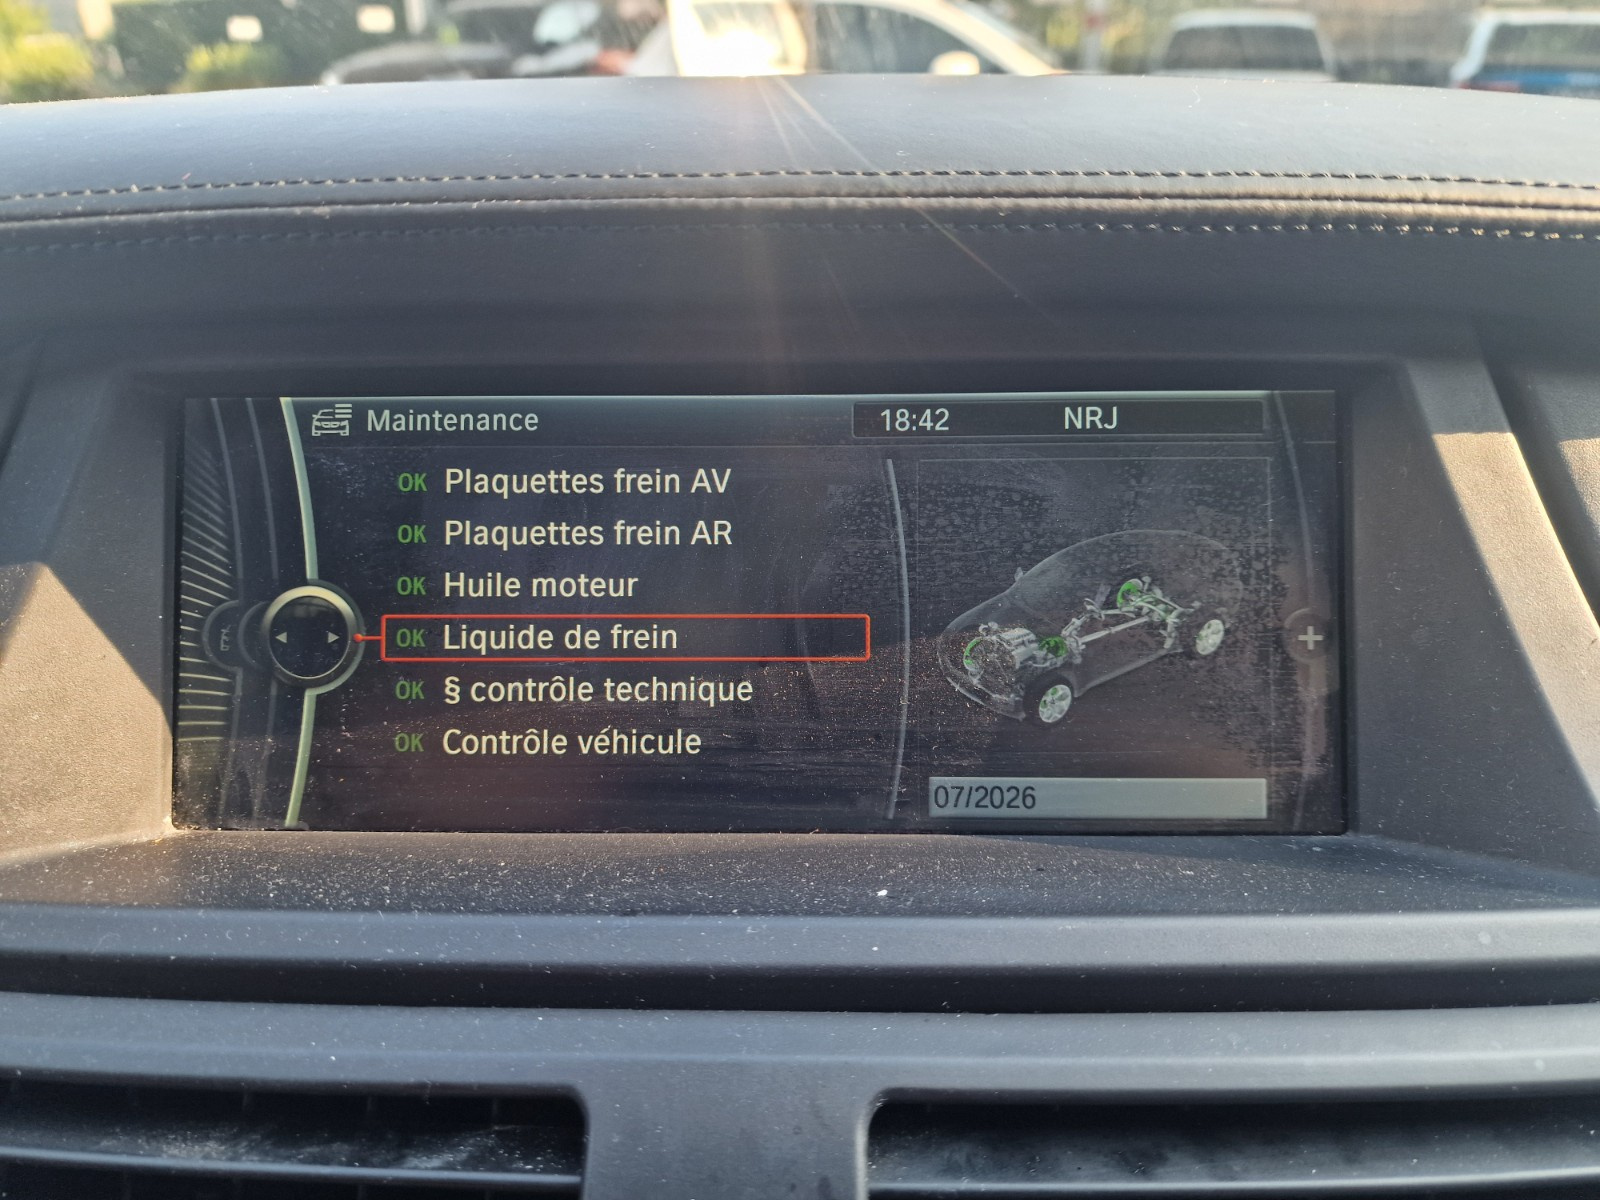 Maintenance
18:42 NRJ
OK Plaquettes frein AV
OK Plaquettes frein AR
OK Huile moteur
OK Liquide de frein
OK § contrôle technique
OK Contrôle véhicule
+
07/2026